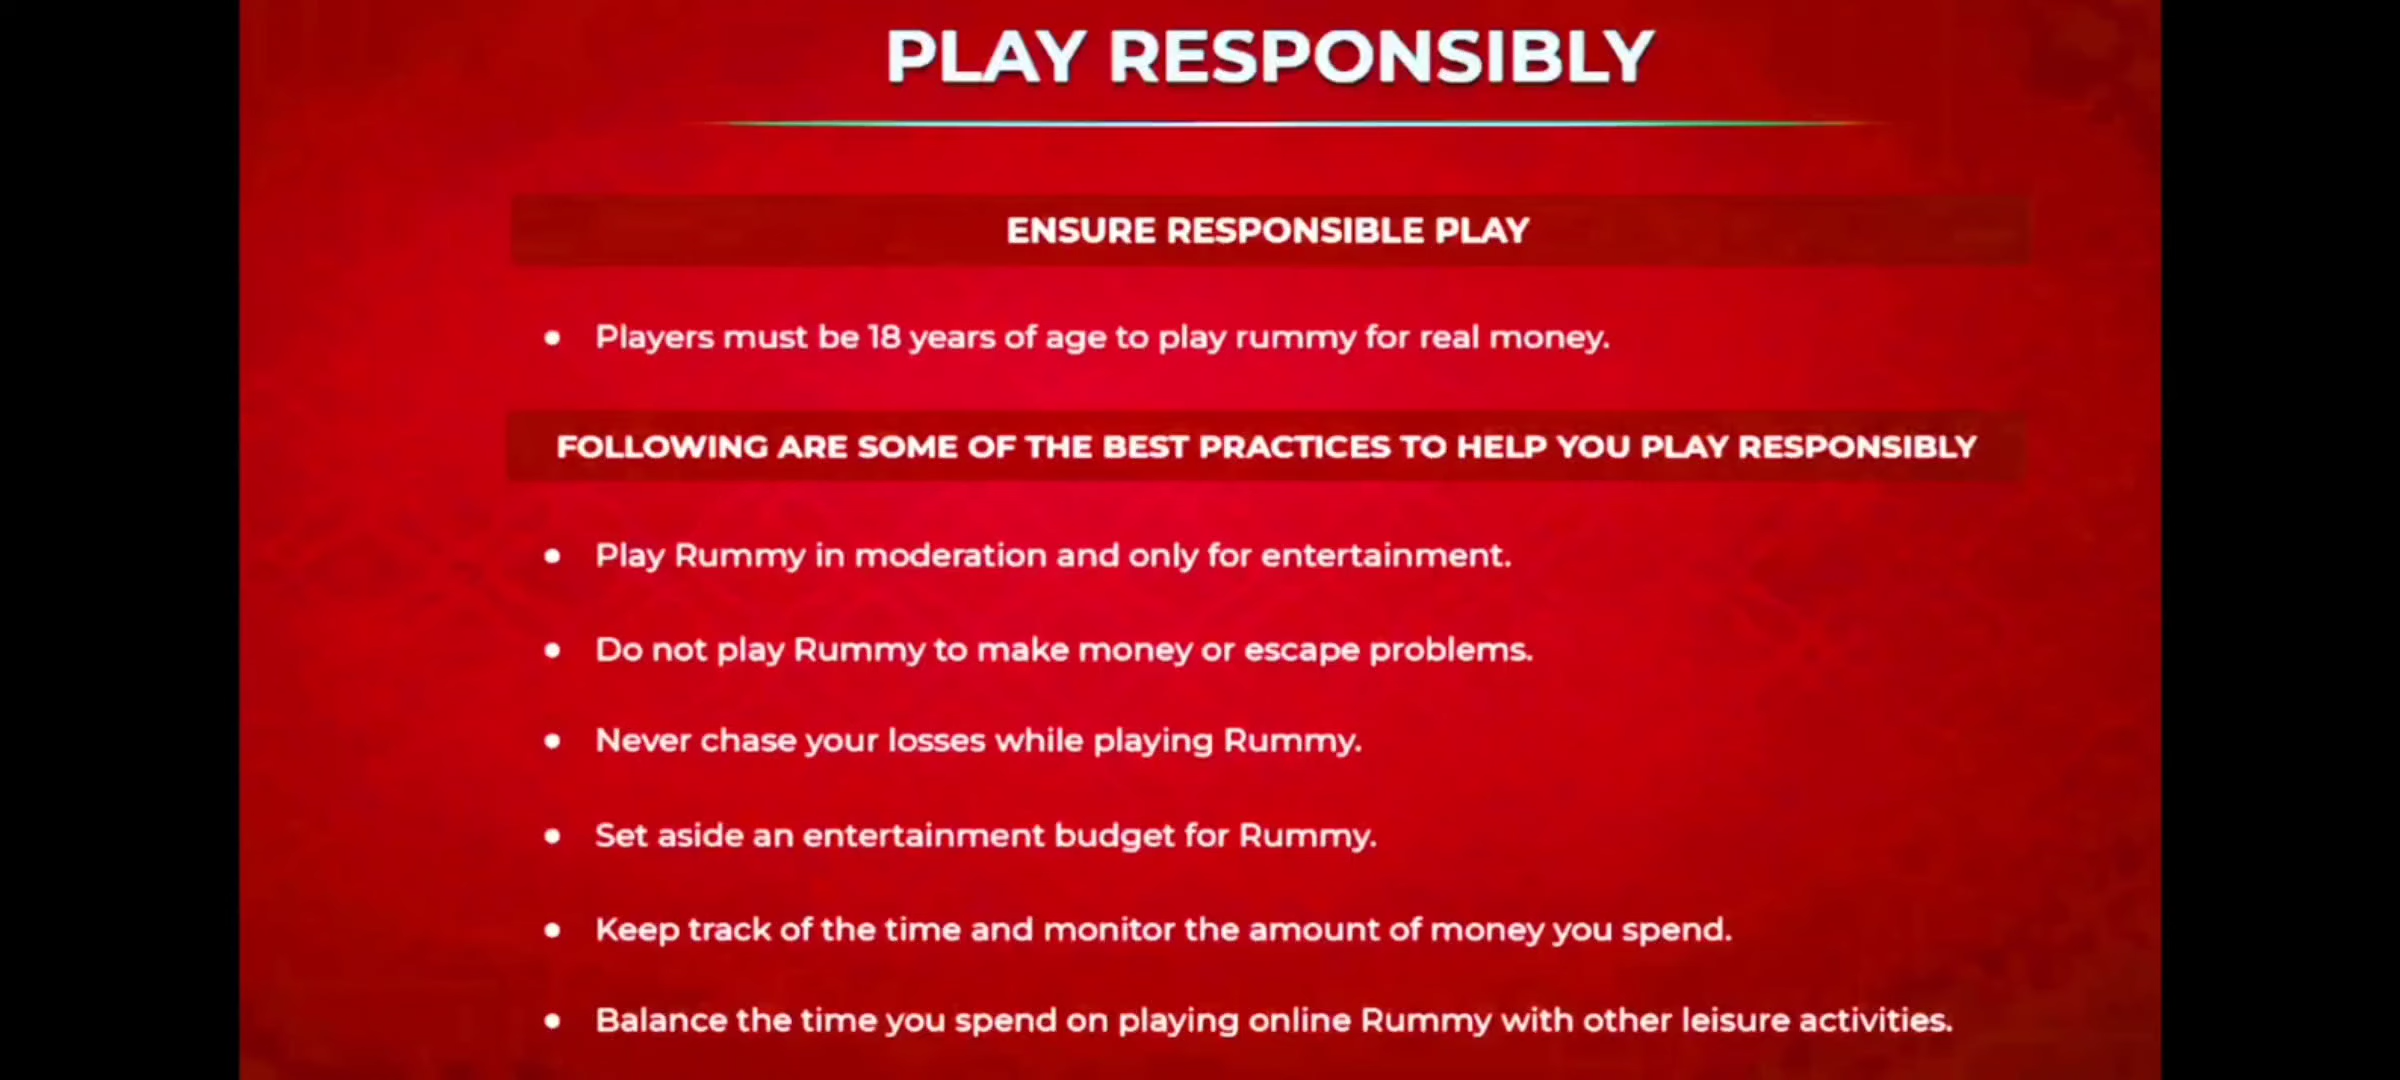 PLAY RESPONSIBLY
ENSURE RESPONSIBLE PLAY
• Players must be 18 years of age to play rummy for real money.
FOLLOWING ARE SOME OF THE BEST PRACTICES TO HELP YOU PLAY RESPONSIBLY
• Play Rummy in moderation and only for entertainment.
• Do not play Rummy to make money or escape problems.
• Never chase your losses while playing Rummy.
• Set aside an entertainment budget for Rummy.
• Keep track of the time and monitor the amount of money you spend.
• Balance the time you spend on playing online Rummy with other leisure activities.